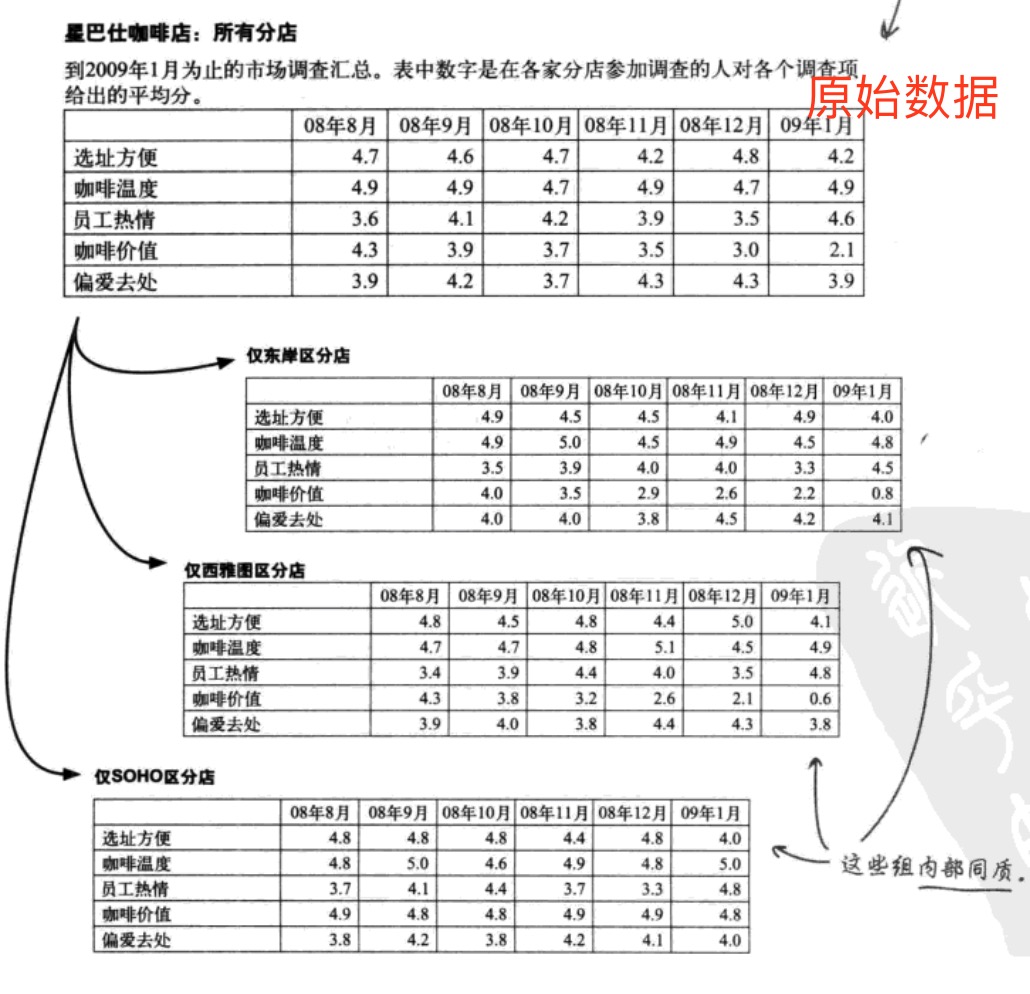 星巴仕咖啡店：所有分店
到2009年1月为止的市场调查汇总。表中数字是在各家分店参加调查的人对各个调查项
给出的平均分。
原始数据
08年8月 08年9月 08年10月 08年11月 08年12月 09年1月
选址方便 4.7 4.6 4.7 4.2 4.8 4.2
咖啡温度 4.9 4.9 4.7 4.9 4.7 4.9
员工热情 3.6 4.1 4.2 3.9 3.5 4.6
咖啡价值 4.3 3.9 3.7 3.5 3.0 2.1
偏爱去处 3.9 4.2 3.7 4.3 4.3 3.9
仅东岸区分店
08年8月 08年9月 08年10月 08年11月 08年12月 09年1月
选址方便 4.9 4.5 4.5 4.1 4.9 4.0
咖啡温度 4.9 5.0 4.5 4.9 4.5 4.8
员工热情 3.5 3.9 4.0 4.0 3.3 4.5
咖啡价值 4.0 3.5 2.9 2.6 2.2 0.8
偏爱去处 4.0 4.0 3.8 4.5 4.2 4.1
仅西雅图区分店
08年8月 08年9月 08年10月 08年11月 08年12月 09年1月
选址方便 4.8 4.5 4.8 4.4 5.0 4.1
咖啡温度 4.7 4.7 4.8 5.1 4.5 4.9
员工热情 3.4 3.9 4.4 4.0 3.5 4.8
咖啡价值 4.3 3.8 3.2 2.6 2.1 0.6
偏爱去处 3.9 4.0 3.8 4.4 4.3 3.8
仅SOHO区分店
08年8月 08年9月 08年10月 08年11月 08年12月 09年1月
选址方便 4.8 4.8 4.8 4.4 4.8 4.0
咖啡温度 4.8 5.0 4.6 4.9 4.8 5.0
员工热情 3.7 4.1 4.4 3.7 3.3 4.8
咖啡价值 4.9 4.8 4.8 4.9 4.9 4.8
偏爱去处 3.8 4.2 3.8 4.2 4.1 4.0
这些组内部同质.